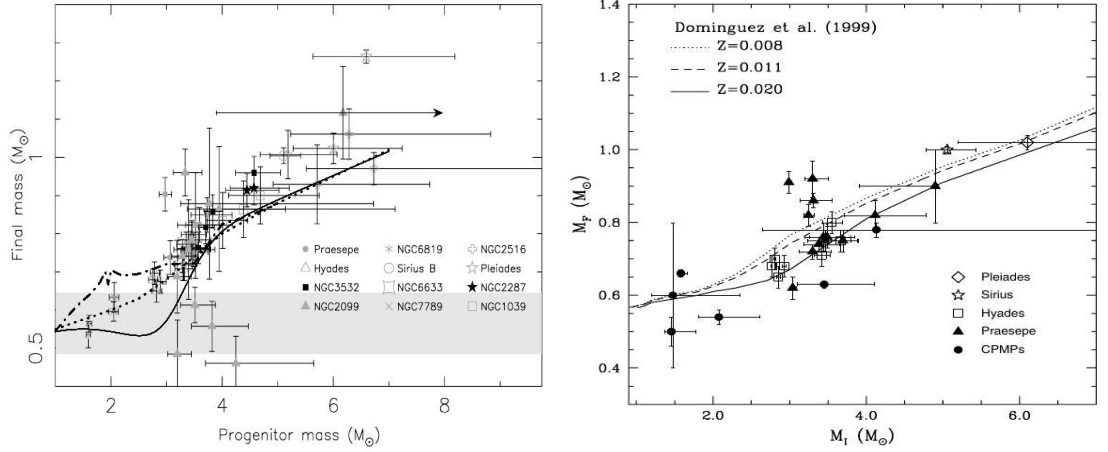 Final mass (M⊙)
1
0.5
2
4
6
8
Progenitor mass (M⊙)
Praesepe
NGC6819
NGC2516
Hyades
Sirius B
Pleiades
NGC3532
NGC6633
NGC2287
NGC2099
NGC7789
NGC1039
Dominguez et al. (1999)
Z=0.008
Z=0.011
Z=0.020
M_F (M⊙)
1.4
1.2
1.0
0.8
0.6
0.4
2.0
4.0
6.0
M_I (M⊙)
Pleiades
Sirius
Hyades
Praesepe
CPMPs